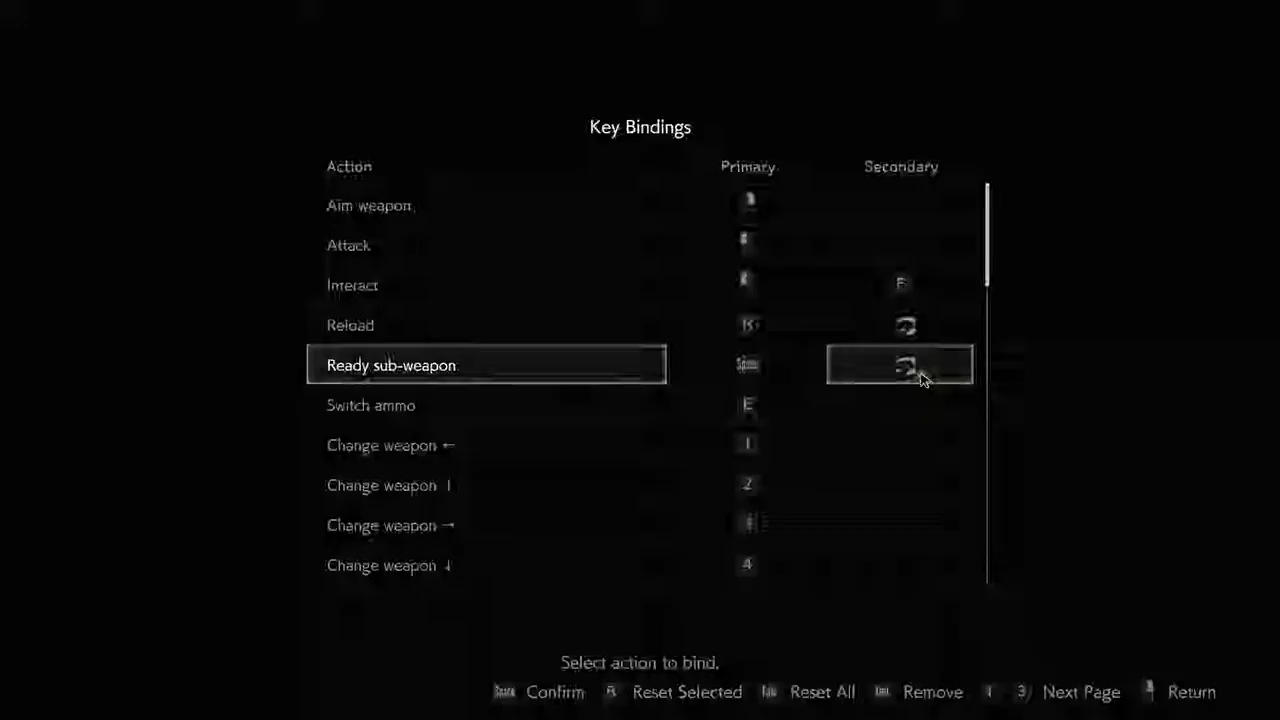 Key Bindings
Action Primary Secondary
Aim weapon
Attack
Interact
Reload
Ready sub-weapon Space
Switch ammo E
Change weapon ← 1
Change weapon ↑ 2
Change weapon →
Change weapon ↓ 4
Select action to bind.
Confirm Reset Selected Reset All Remove Next Page Return